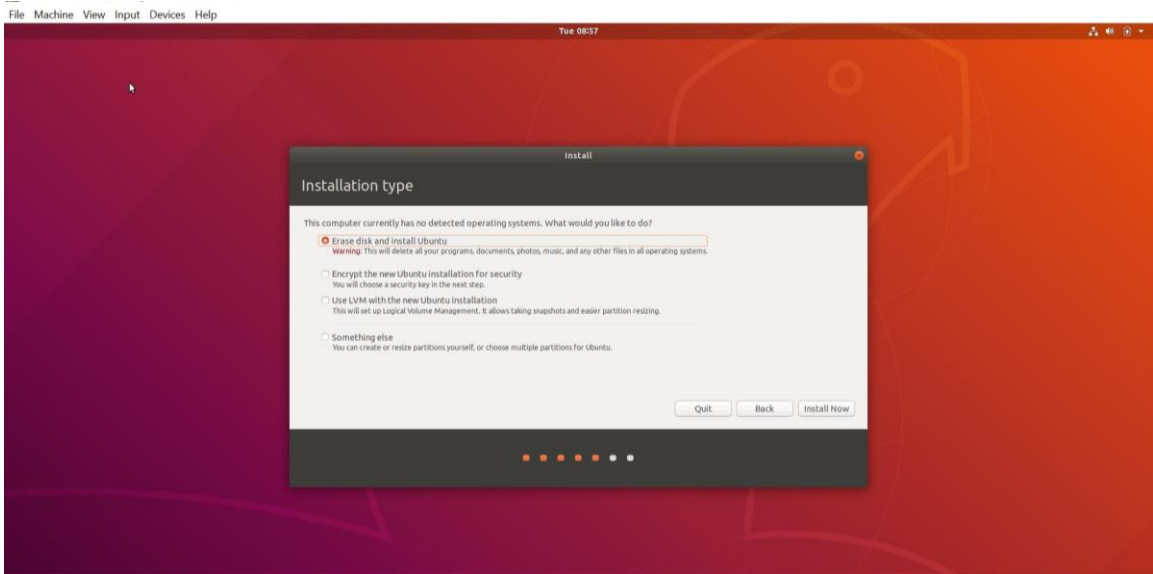 File Machine View Input Devices Help
Tue 08:57
Install
Installation type
This computer currently has no detected operating systems. What would you like to do?
Erase disk and install Ubuntu
Warning: This will delete all your programs, documents, photos, music, and any other files in all operating systems.
Encrypt the new Ubuntu installation for security
You will choose a security key in the next step.
Use LVM with the new Ubuntu installation
This will set up Logical Volume Management. It allows taking snapshots and easier partition resizing.
Something else
You can create or resize partitions yourself, or choose multiple partitions for Ubuntu.
Quit Back Install Now